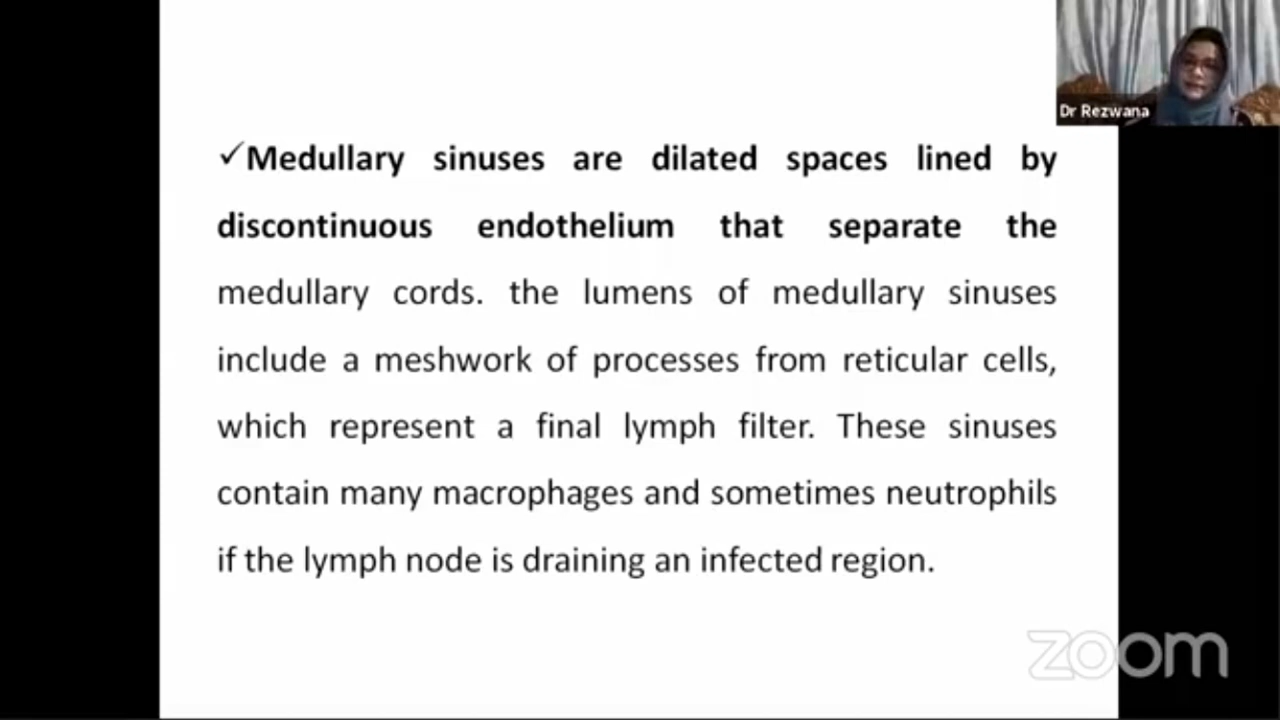 Dr Rezwana
✓Medullary sinuses are dilated spaces lined by
discontinuous endothelium that separate the
medullary cords. the lumens of medullary sinuses
include a meshwork of processes from reticular cells,
which represent a final lymph filter. These sinuses
contain many macrophages and sometimes neutrophils
if the lymph node is draining an infected region.
zoom